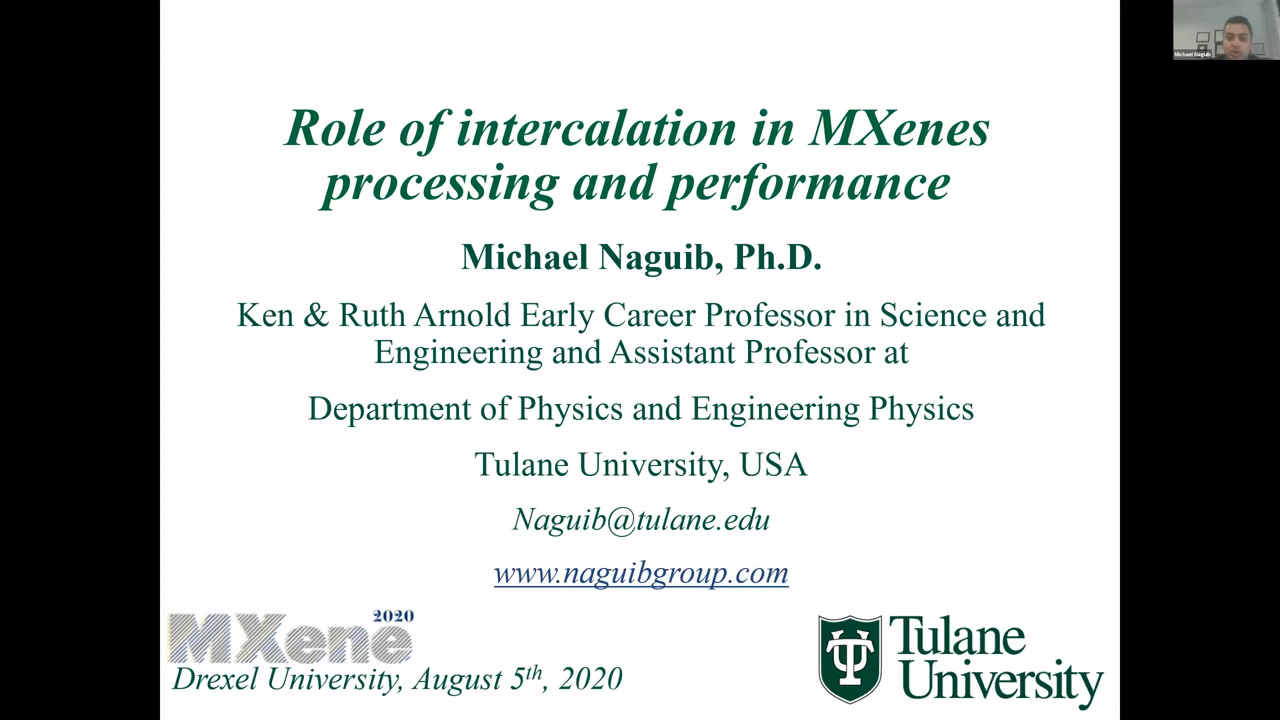 Michael Naguib
Role of intercalation in MXenes
processing and performance
Michael Naguib, Ph.D.
Ken & Ruth Arnold Early Career Professor in Science and
Engineering and Assistant Professor at
Department of Physics and Engineering Physics
Tulane University, USA
Naguib@tulane.edu
www.naguibgroup.com
2020
MXene
Drexel University, August 5th, 2020
Tulane
University